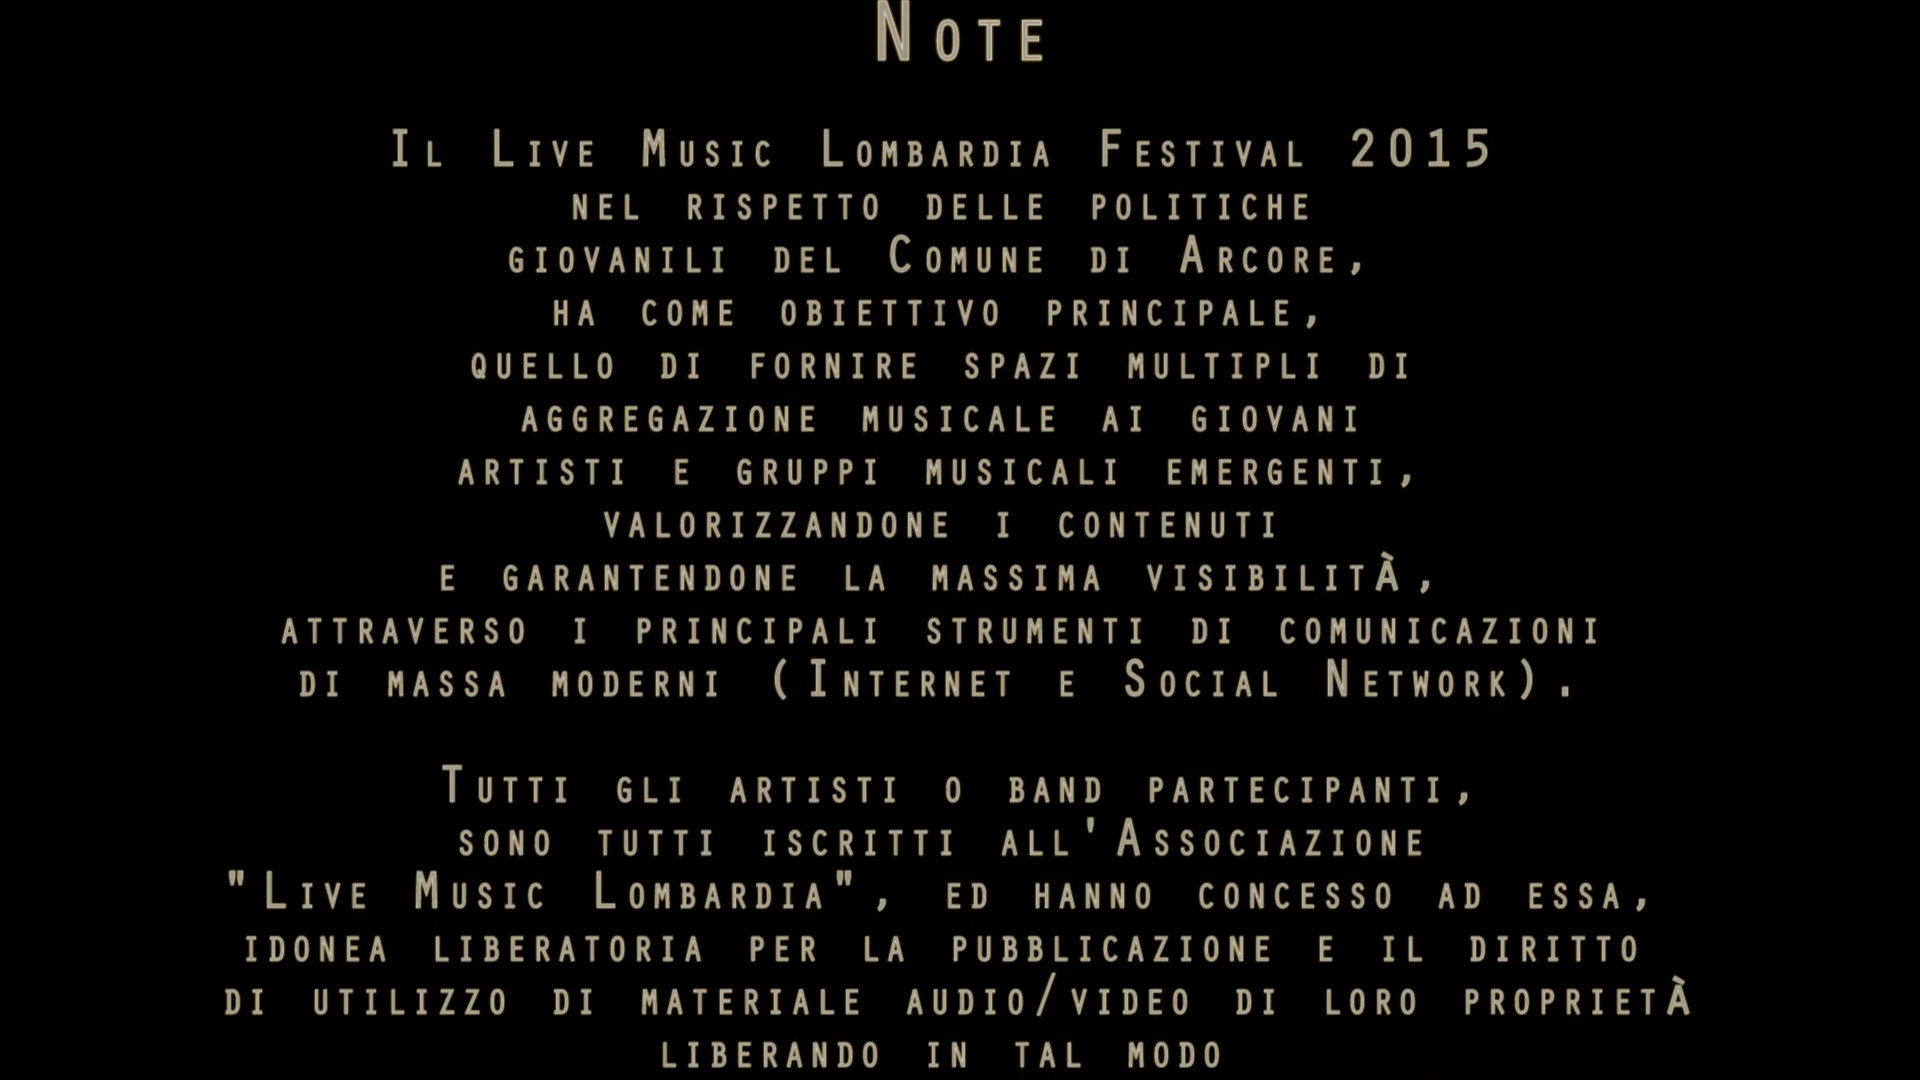 Note
Il Live Music Lombardia Festival 2015
nel rispetto delle politiche
giovanili del Comune di Arcore,
ha come obiettivo principale,
quello di fornire spazi multipli di
aggregazione musicale ai giovani
artisti e gruppi musicali emergenti,
valorizzandone i contenuti
e garantendone la massima visibilitÀ,
attraverso i principali strumenti di comunicazioni
di massa moderni (Internet e Social Network).
Tutti gli artisti o band partecipanti,
sono tutti iscritti all'Associazione
"Live Music Lombardia", ed hanno concesso ad essa,
idonea liberatoria per la pubblicazione e il diritto
di utilizzo di materiale audio/video di loro proprietÀ
liberando in tal modo